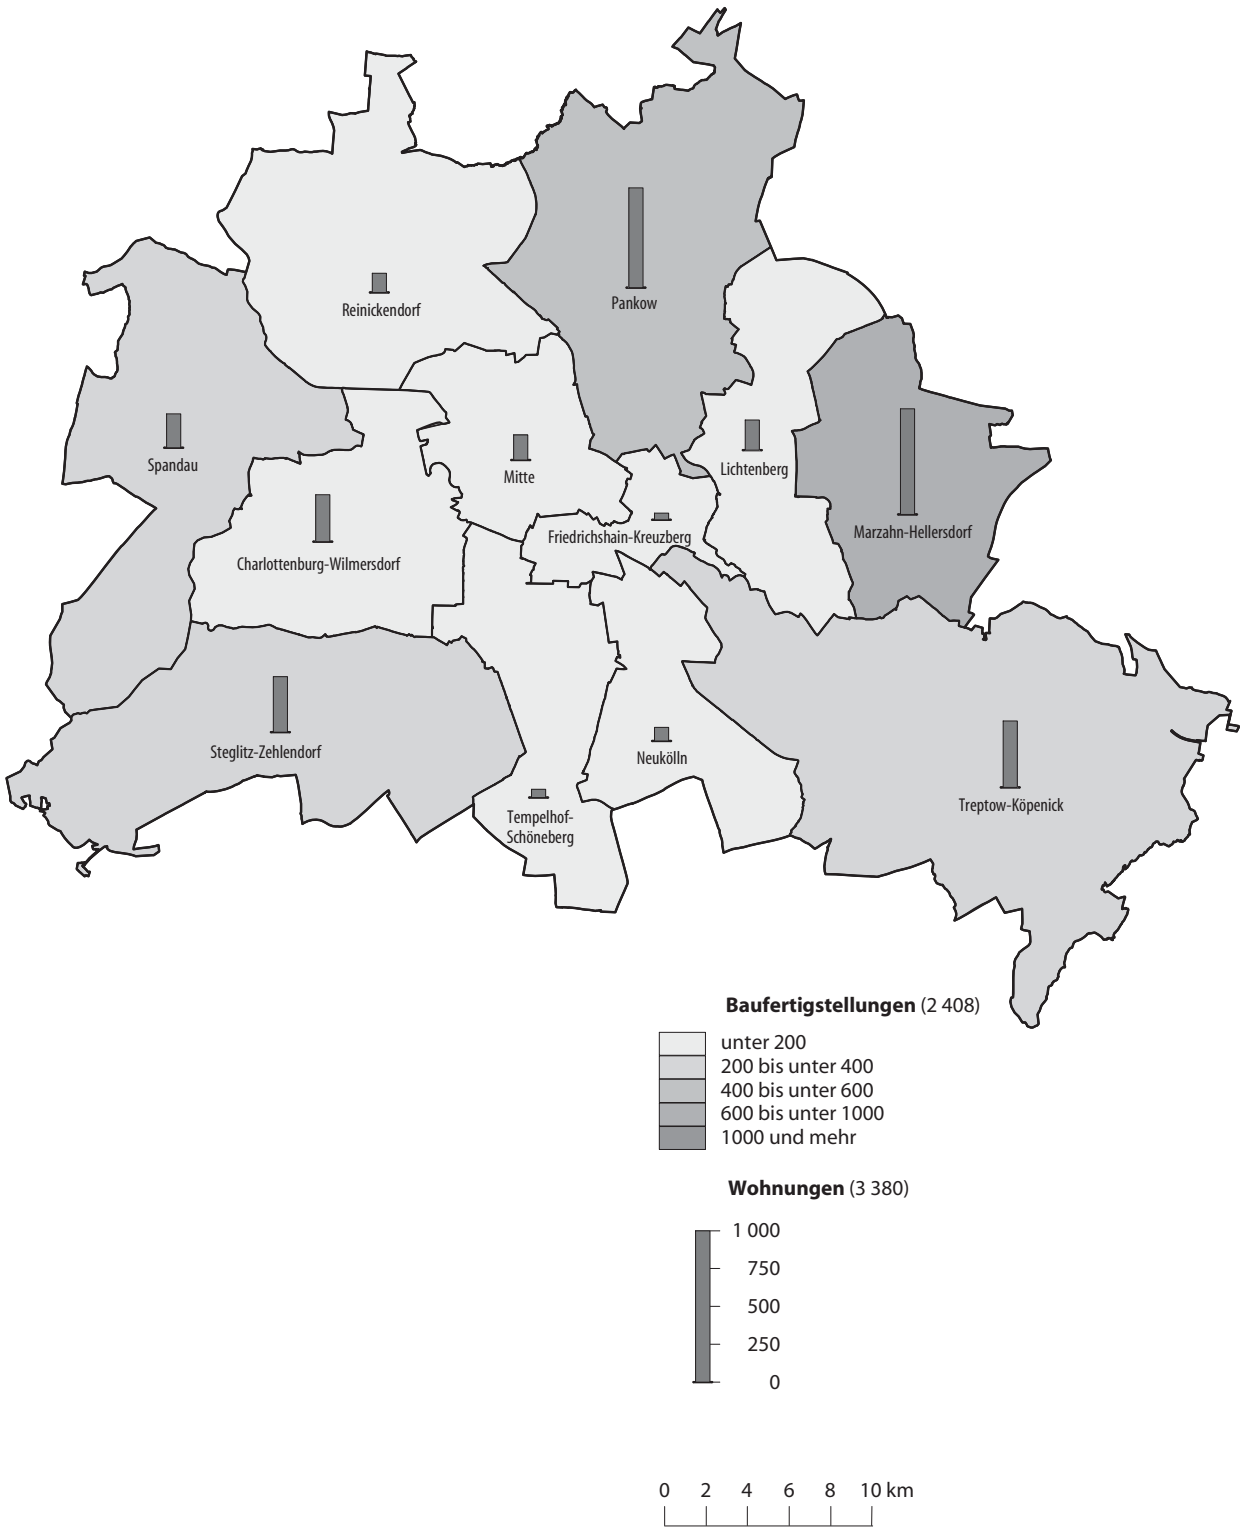 Reinickendorf
Pankow
Spandau
Mitte
Lichtenberg
Friedrichshain-Kreuzberg
Marzahn-Hellersdorf
Charlottenburg-Wilmersdorf
Steglitz-Zehlendorf
Neukölln
Treptow-Köpenick
Tempelhof-
Schöneberg
Baufertigstellungen (2 408)
unter 200
200 bis unter 400
400 bis unter 600
600 bis unter 1000
1000 und mehr
Wohnungen (3 380)
1 000
750
500
250
0
0 2 4 6 8 10 km